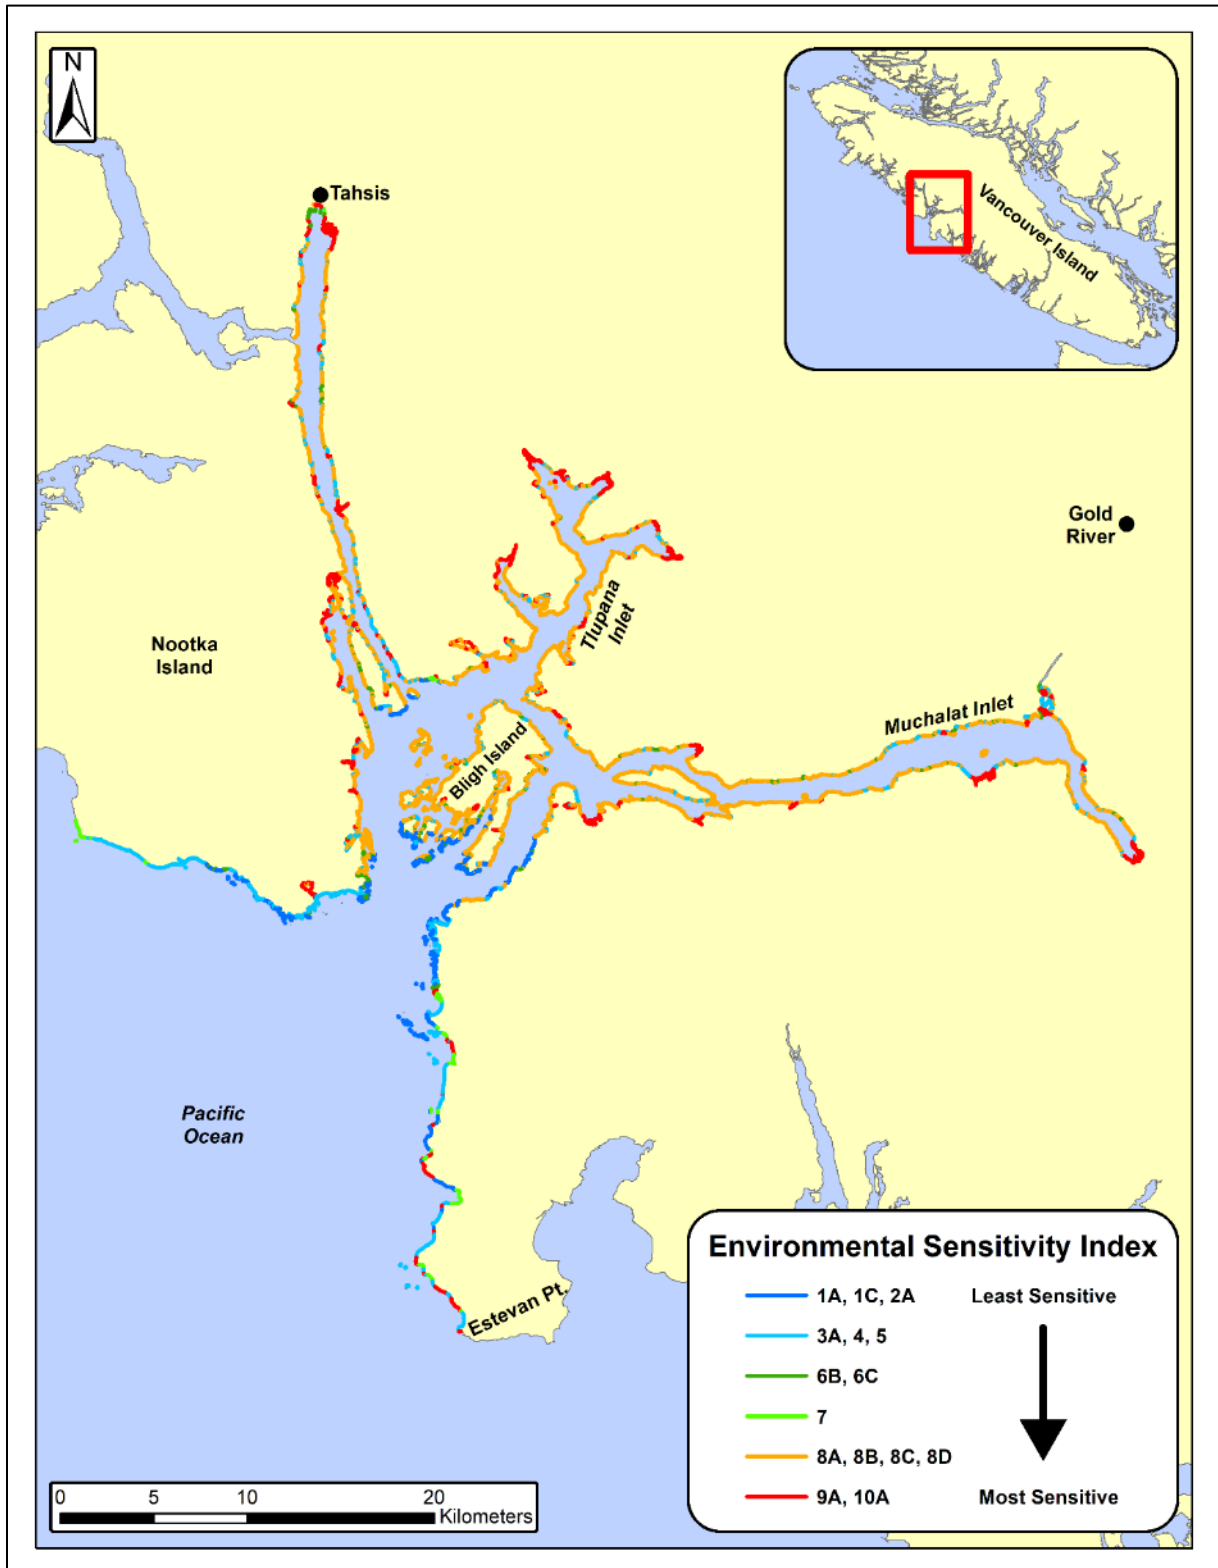 N
Tahsis
Vancouver Island
Gold
River
Tlupana
Inlet
Nootka
Island
Muchalat Inlet
Bligh Island
Pacific
Ocean
Estevan Pt.
Environmental Sensitivity Index
1A, 1C, 2A Least Sensitive
3A, 4, 5
6B, 6C
7
8A, 8B, 8C, 8D
9A, 10A Most Sensitive
0 5 10 20
Kilometers